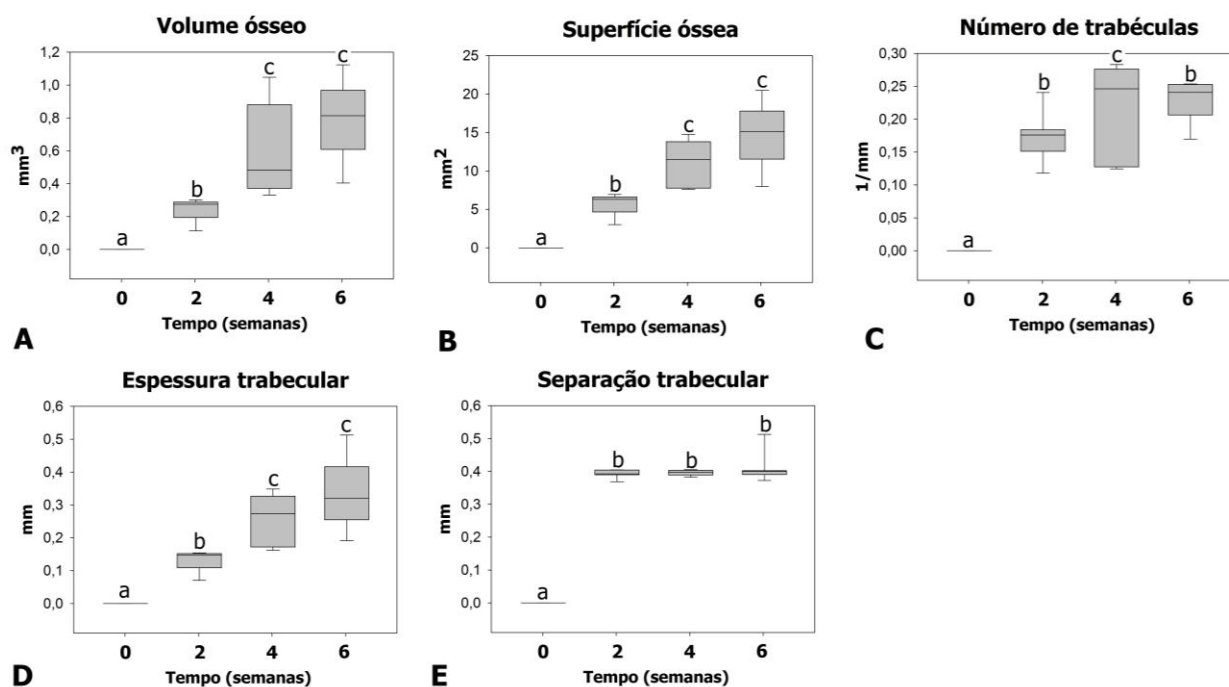 Volume ósseo
1,2
1,0
0,8
0,6
0,4
0,2
0,0
mm³
a
b
c
c
0
2
4
6
Tempo (semanas)
A
Superfície óssea
25
20
15
10
5
0
mm²
a
b
c
c
0
2
4
6
Tempo (semanas)
B
Número de trabéculas
0,30
0,25
0,20
0,15
0,10
0,05
0,00
1/mm
a
b
c
b
0
2
4
6
Tempo (semanas)
C
Espessura trabecular
0,6
0,5
0,4
0,3
0,2
0,1
0,0
mm
a
b
c
c
0
2
4
6
Tempo (semanas)
D
Separação trabecular
0,6
0,5
0,4
0,3
0,2
0,1
0,0
mm
a
b
b
b
0
2
4
6
Tempo (semanas)
E